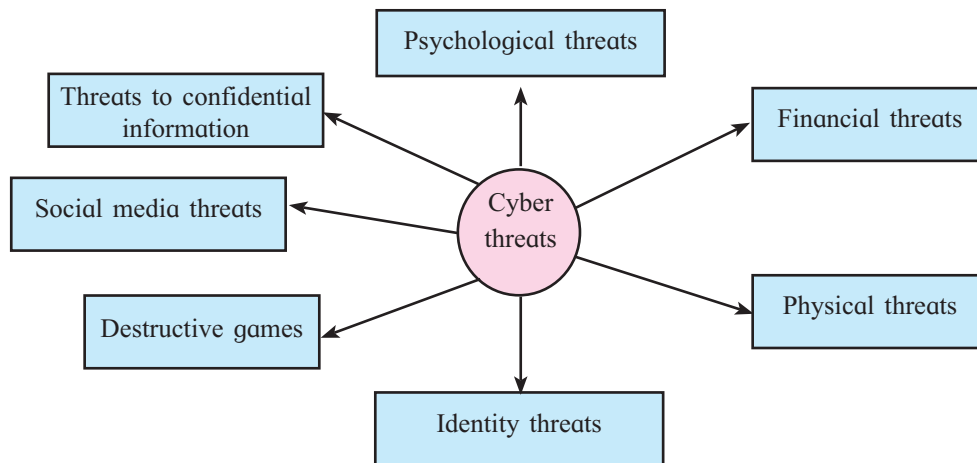 Psychological threats
Threats to confidential
information
Financial threats
Social media threats
Cyber
threats
Destructive games
Physical threats
Identity threats